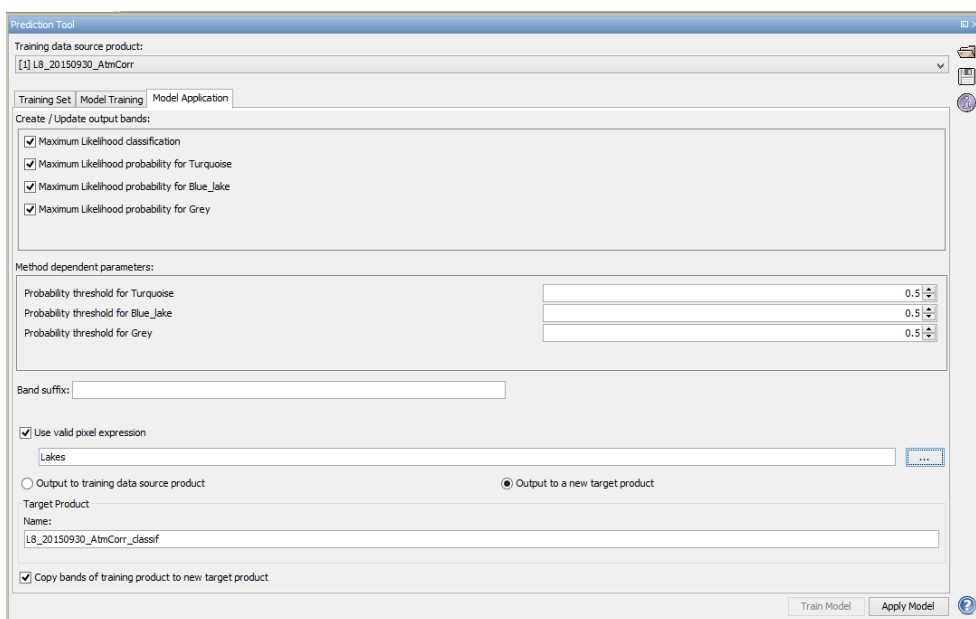 Prediction Tool
Training data source product:
[1] L8_20150930_AtmCorr
Training Set Model Training Model Application
Create / Update output bands:
Maximum Likelihood classification
Maximum Likelihood probability for Turquoise
Maximum Likelihood probability for Blue_lake
Maximum Likelihood probability for Grey
Method dependent parameters:
Probability threshold for Turquoise 0.5
Probability threshold for Blue_lake 0.5
Probability threshold for Grey 0.5
Band suffix:
Use valid pixel expression
Lakes ...
Output to training data source product Output to a new target product
Target Product
Name:
L8_20150930_AtmCorr_classif
Copy bands of training product to new target product
Train Model Apply Model ?